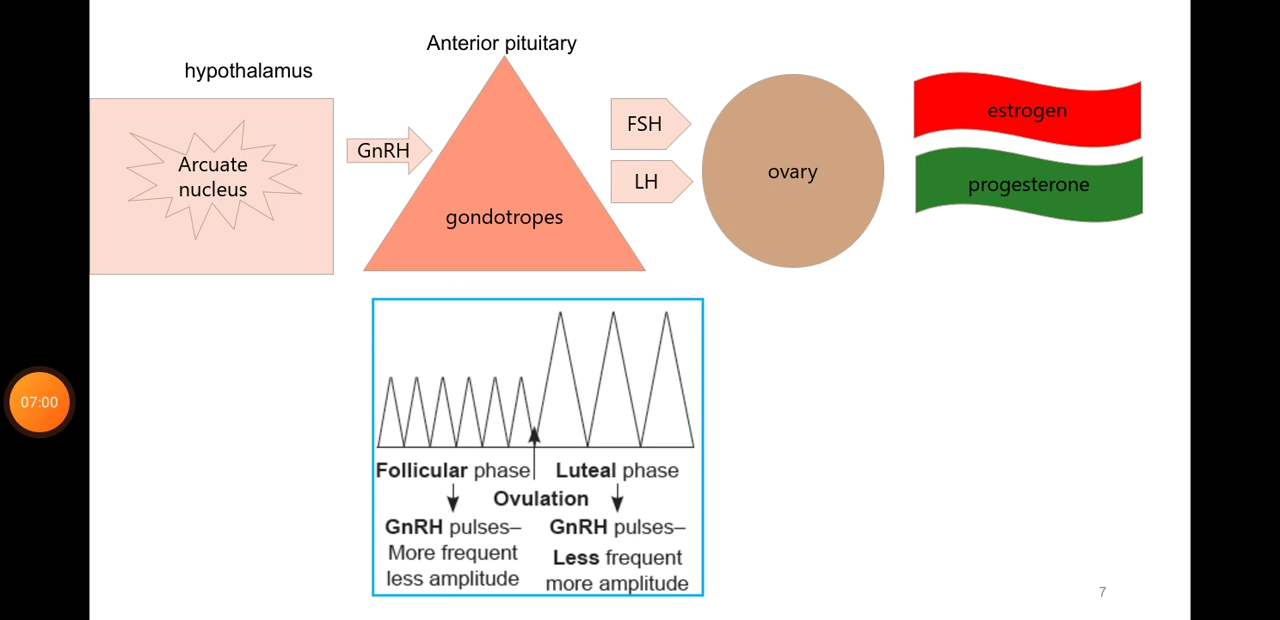 Anterior pituitary
hypothalamus
Arcuate
nucleus
GnRH
gondotropes
FSH
LH
ovary
estrogen
progesterone
07:00
Follicular phase
Luteal phase
Ovulation
GnRH pulses–
More frequent
less amplitude
GnRH pulses–
Less frequent
more amplitude
7